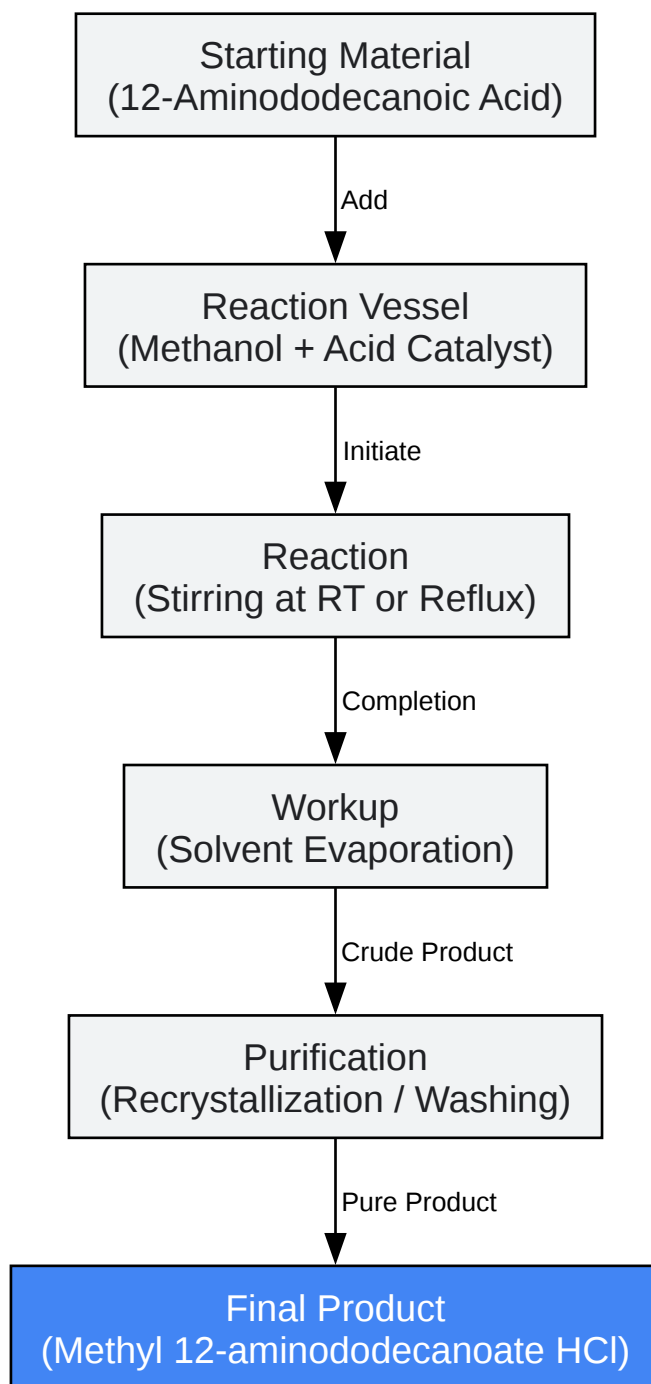 Starting Material
(12-Aminododecanoic Acid)
Add
Reaction Vessel
(Methanol + Acid Catalyst)
Initiate
Reaction
(Stirring at RT or Reflux)
Completion
Workup
(Solvent Evaporation)
Crude Product
Purification
(Recrystallization / Washing)
Pure Product
Final Product
(Methyl 12-aminododecanoate HCl)